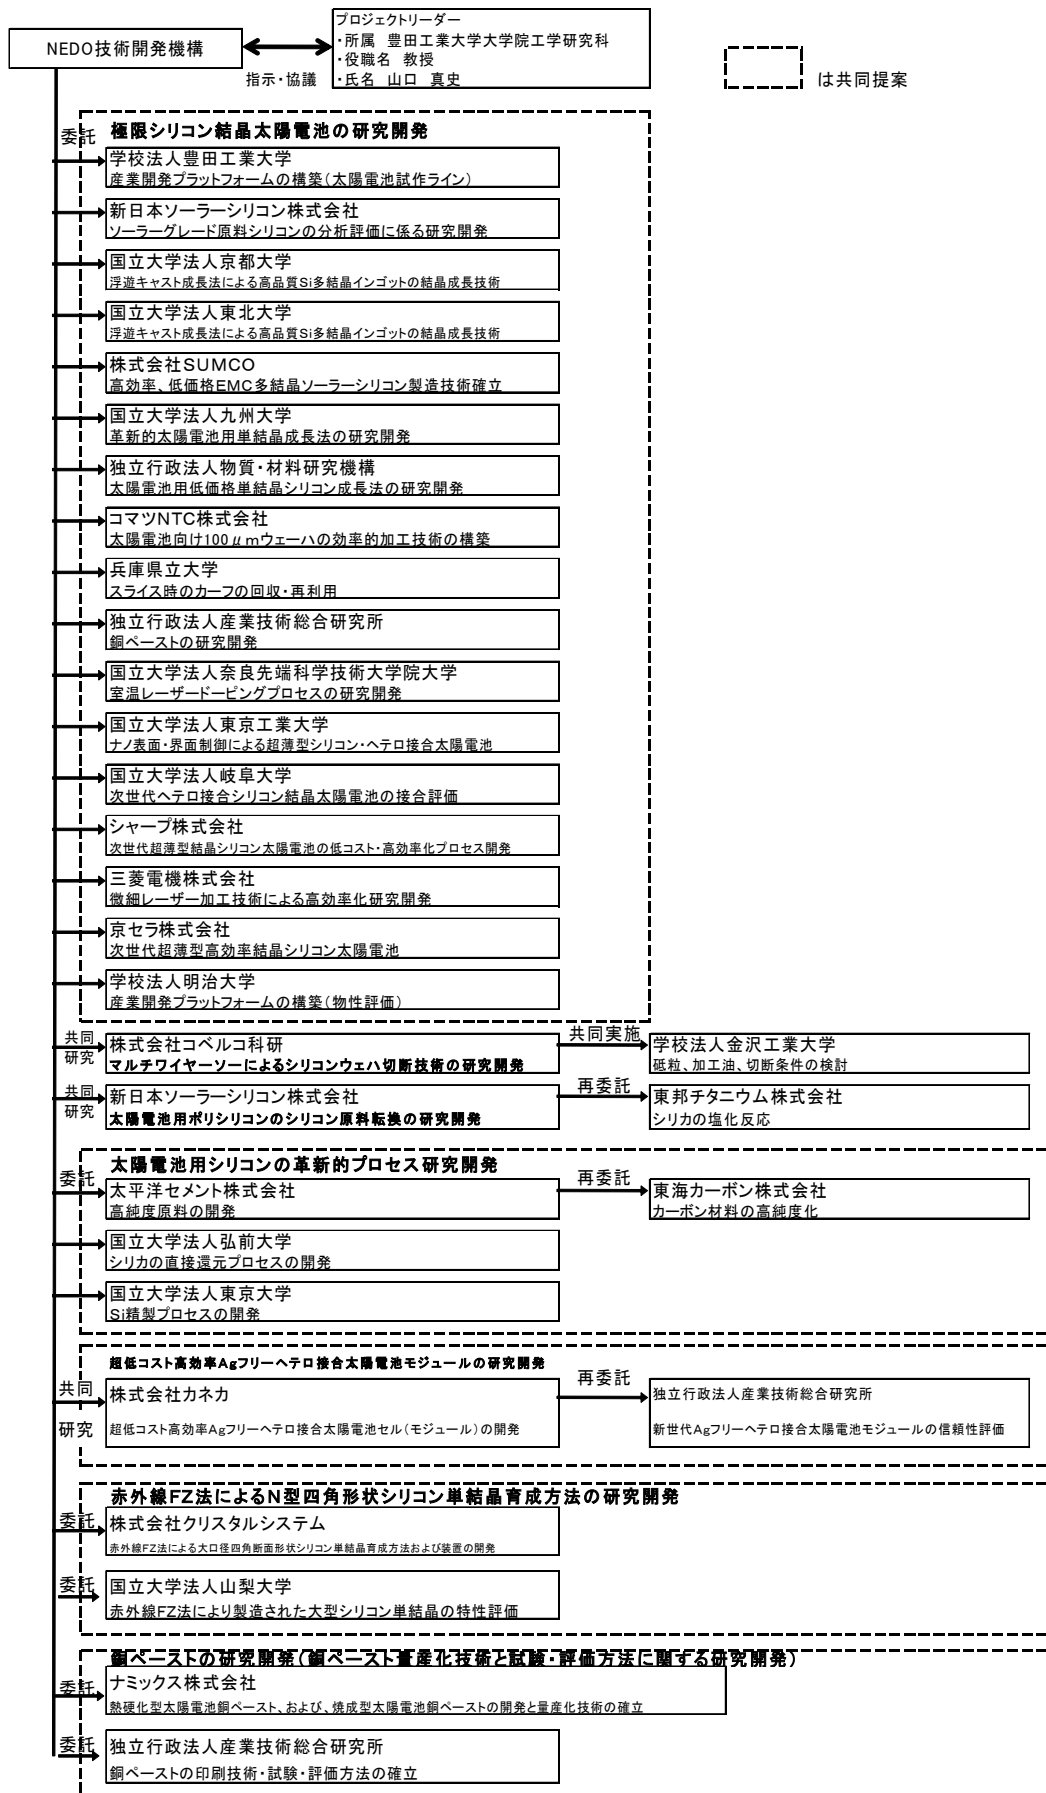 NEDO技術開発機構
指示・協議
プロジェクトリーダー
・所属 豊田工業大学大学院工学研究科
・役職名 教授
・氏名 山口 真史
は共同提案
委託
極限シリコン結晶太陽電池の研究開発
学校法人豊田工業大学
産業開発プラットフォームの構築(太陽電池試作ライン)
新日本ソーラーシリコン株式会社
ソーラーグレード原料シリコンの分析評価に係る研究開発
国立大学法人京都大学
浮遊キャスト成長法による高品質Si多結晶インゴットの結晶成長技術
国立大学法人東北大学
浮遊キャスト成長法による高品質Si多結晶インゴットの結晶成長技術
株式会社SUMCO
高効率、低価格EMC多結晶ソーラーシリコン製造技術確立
国立大学法人九州大学
革新的太陽電池用単結晶成長法の研究開発
独立行政法人物質・材料研究機構
太陽電池用低価格単結晶シリコン成長法の研究開発
コマツNTC株式会社
太陽電池向け100μmウェーハの効率的加工技術の構築
兵庫県立大学
スライス時のカーフの回収・再利用
独立行政法人産業技術総合研究所
銅ペーストの研究開発
国立大学法人奈良先端科学技術大学院大学
室温レーザードーピングプロセスの研究開発
国立大学法人東京工業大学
ナノ表面・界面制御による超薄型シリコン・ヘテロ接合太陽電池
国立大学法人岐阜大学
次世代ヘテロ接合シリコン結晶太陽電池の接合評価
シャープ株式会社
次世代超薄型結晶シリコン太陽電池の低コスト・高効率化プロセス開発
三菱電機株式会社
微細レーザー加工技術による高効率化研究開発
京セラ株式会社
次世代超薄型高効率結晶シリコン太陽電池
学校法人明治大学
産業開発プラットフォームの構築(物性評価)
共同
研究
株式会社コベルコ科研
マルチワイヤーソーによるシリコンウェハ切断技術の研究開発
共同実施
学校法人金沢工業大学
砥粒、加工油、切断条件の検討
共同
研究
新日本ソーラーシリコン株式会社
太陽電池用ポリシリコンのシリコン原料転換の研究開発
再委託
東邦チタニウム株式会社
シリカの塩化反応
太陽電池用シリコンの革新的プロセス研究開発
委託
太平洋セメント株式会社
高純度原料の開発
再委託
東海カーボン株式会社
カーボン材料の高純度化
国立大学法人弘前大学
シリカの直接還元プロセスの開発
国立大学法人東京大学
Si精製プロセスの開発
超低コスト高効率Agフリーヘテロ接合太陽電池モジュールの研究開発
共同
研究
株式会社カネカ
超低コスト高効率Agフリーヘテロ接合太陽電池セル(モジュール)の開発
再委託
独立行政法人産業技術総合研究所
新世代Agフリーヘテロ接合太陽電池モジュールの信頼性評価
赤外線FZ法によるN型四角形状シリコン単結晶育成方法の研究開発
委託
株式会社クリスタルシステム
赤外線FZ法による大口径四角断面形状シリコン単結晶育成方法および装置の開発
委託
国立大学法人山梨大学
赤外線FZ法により製造された大型シリコン単結晶の特性評価
銅ペーストの研究開発(銅ペースト量産化技術と試験・評価方法に関する研究開発)
委託
ナミックス株式会社
熱硬化型太陽電池銅ペースト、および、焼成型太陽電池銅ペーストの開発と量産化技術の確立
委託
独立行政法人産業技術総合研究所
銅ペーストの印刷技術・試験・評価方法の確立